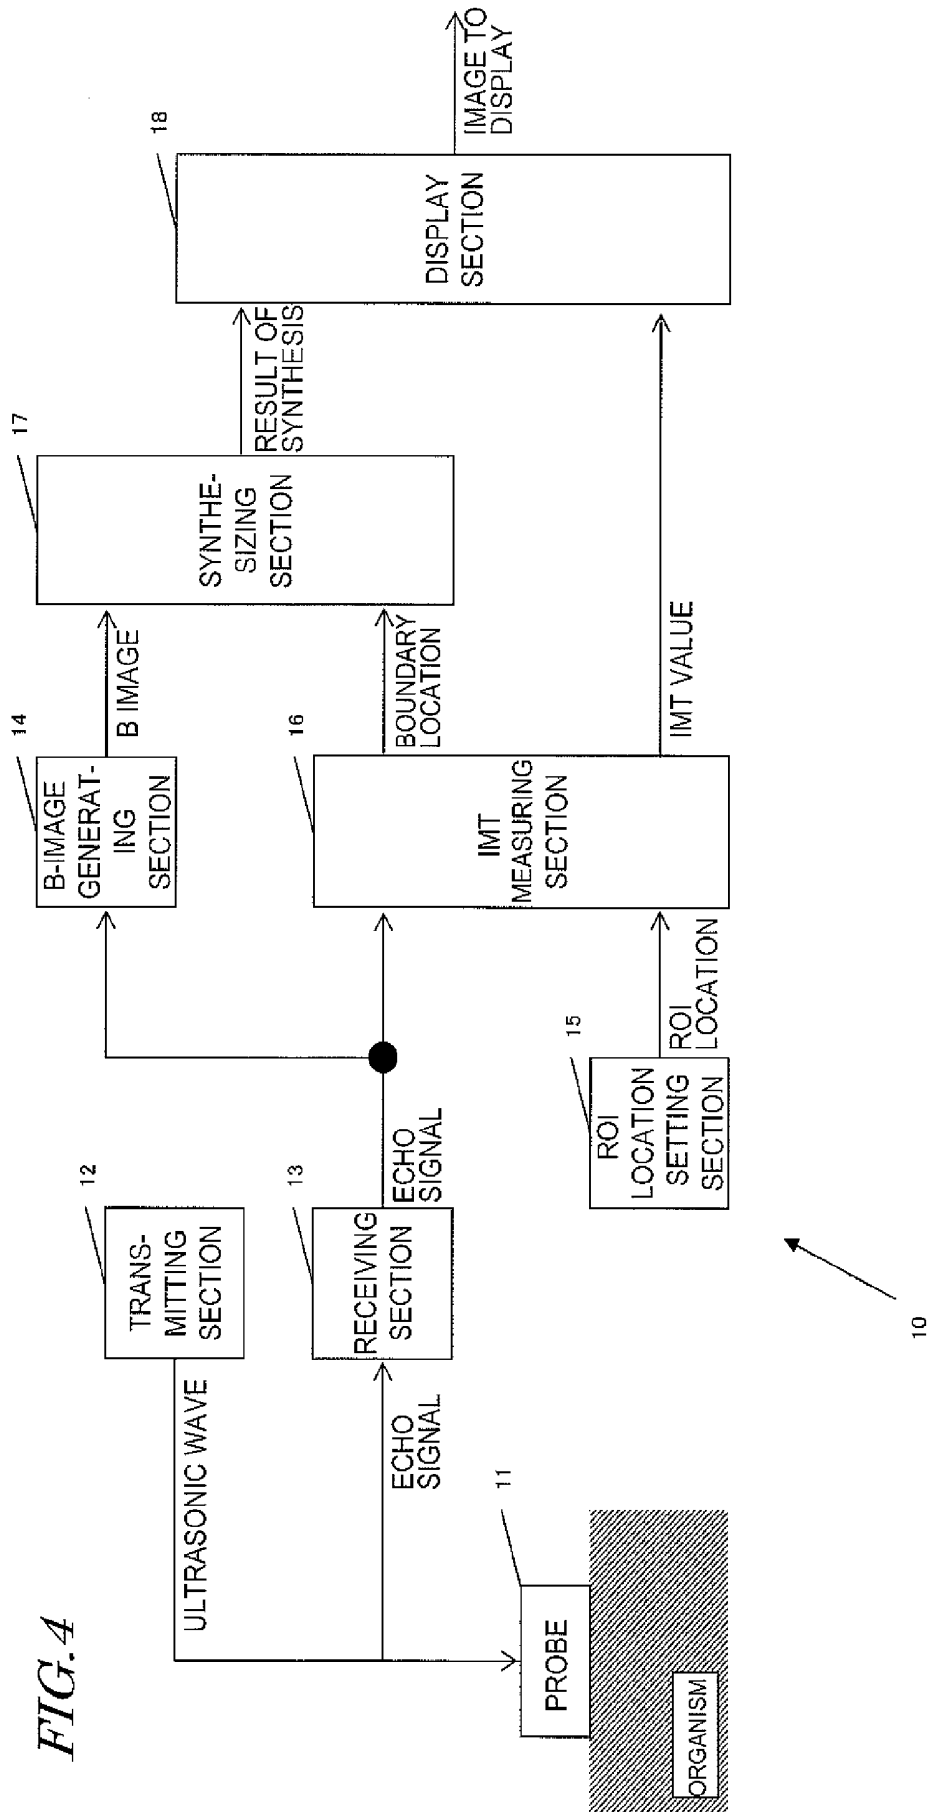 FIG.4
ULTRASONIC WAVE
12
TRANS-
MITTING
SECTION
ECHO
SIGNAL
13
RECEIVING
SECTION
ECHO
SIGNAL
11
PROBE
ORGANISM
14
B-IMAGE
GENERAT-
ING
SECTION
B IMAGE
15
ROI
LOCATION
SETTING
SECTION
ROI
LOCATION
16
IMT
MEASURING
SECTION
BOUNDARY
LOCATION
IMT VALUE
17
SYNTHE-
SIZING
SECTION
RESULT OF
SYNTHESIS
18
DISPLAY
SECTION
IMAGE TO
DISPLAY
10